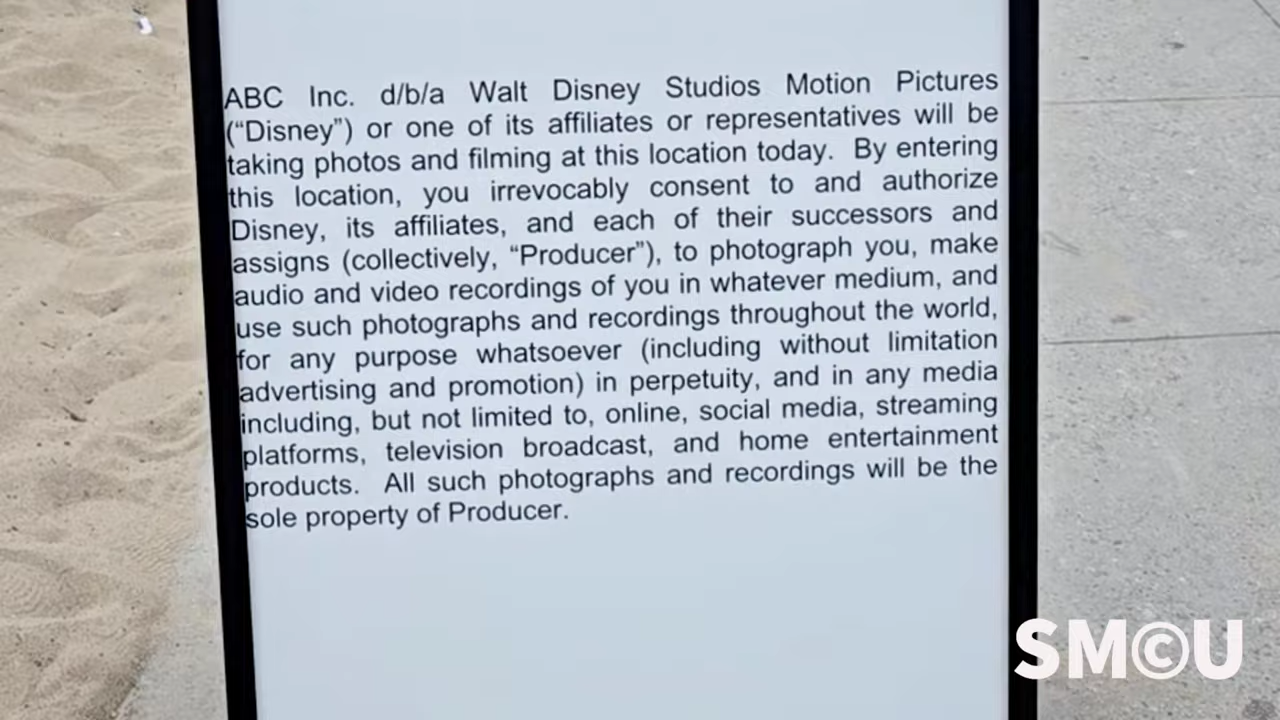 ABC Inc. d/b/a Walt Disney Studios Motion Pictures
(“Disney”) or one of its affiliates or representatives will be
taking photos and filming at this location today. By entering
this location, you irrevocably consent to and authorize
Disney, its affiliates, and each of their successors and
assigns (collectively, “Producer”), to photograph you, make
audio and video recordings of you in whatever medium, and
use such photographs and recordings throughout the world,
for any purpose whatsoever (including without limitation
advertising and promotion) in perpetuity, and in any media
including, but not limited to, online, social media, streaming
platforms, television broadcast, and home entertainment
products. All such photographs and recordings will be the
sole property of Producer.
SM©U